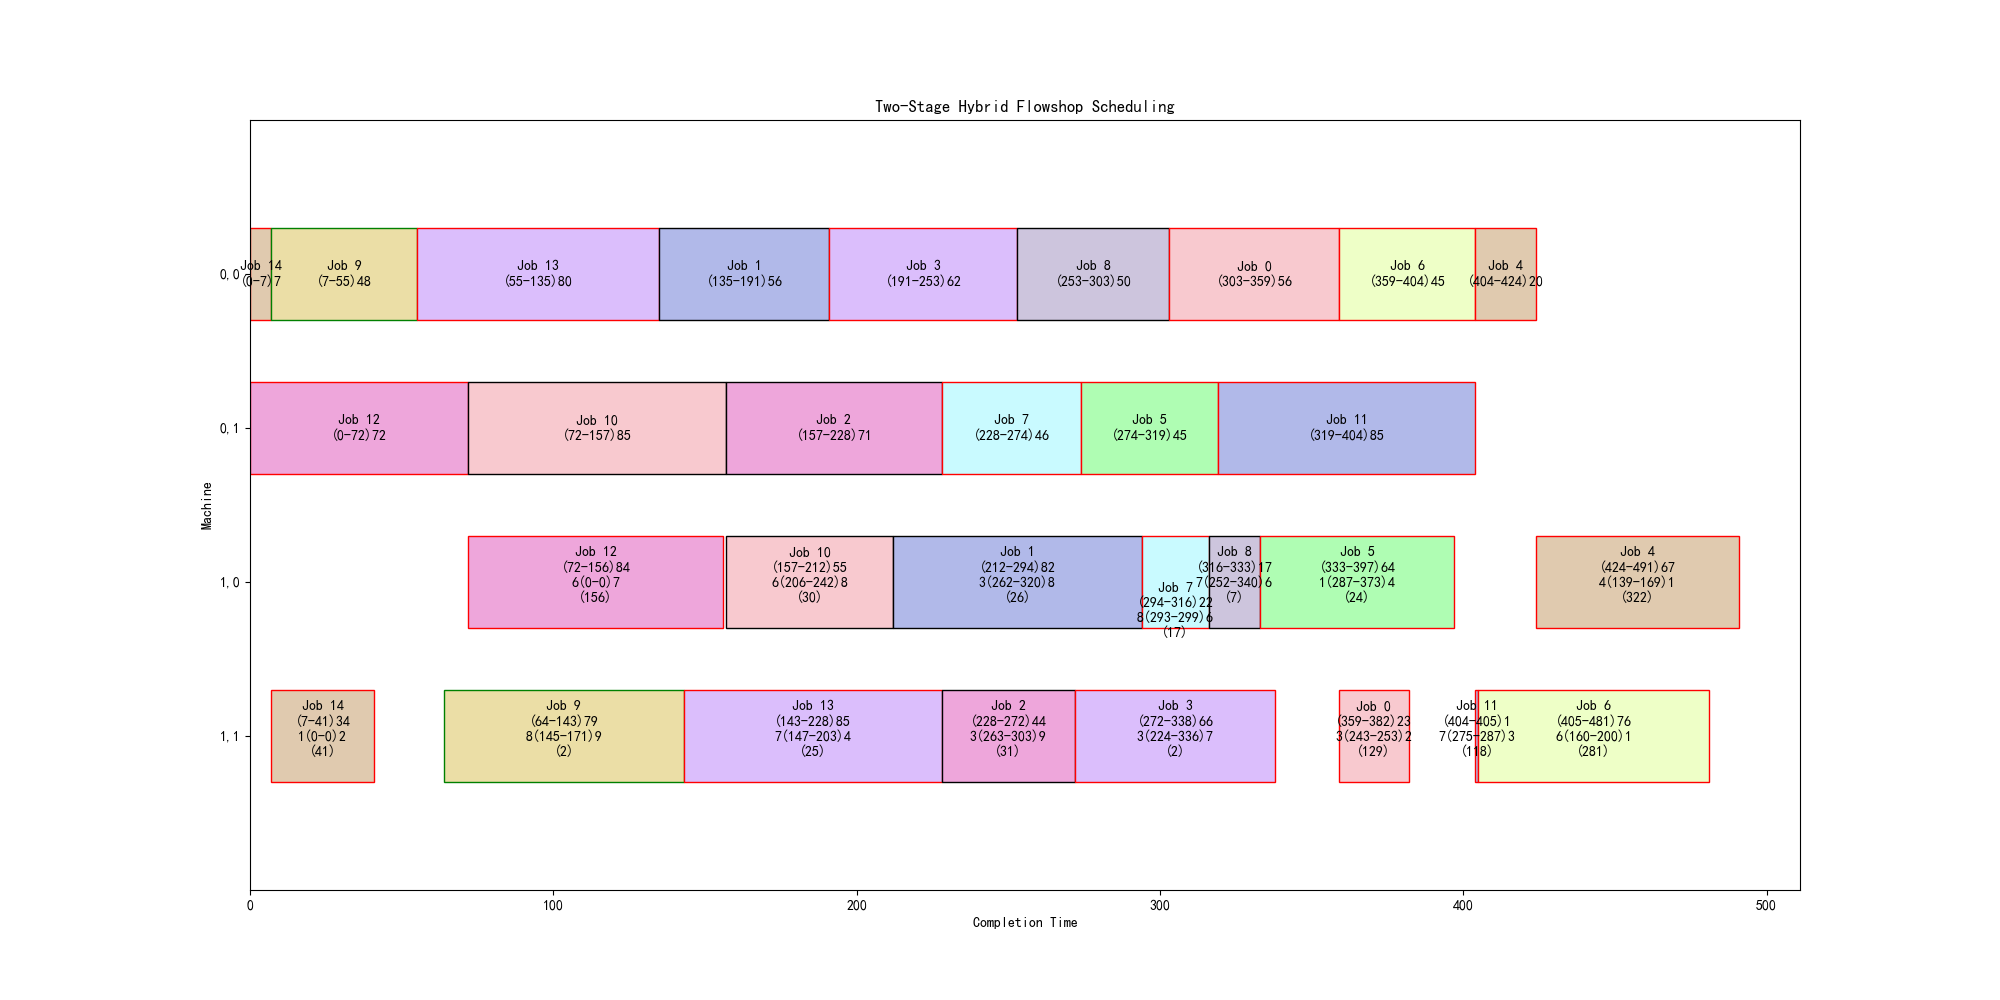 Two-Stage Hybrid Flowshop Scheduling
0,0
Job 14
(0-7)7
Job 9
(7-55)48
Job 13
(55-135)80
Job 1
(135-191)56
Job 3
(191-253)62
Job 8
(253-303)50
Job 0
(303-359)56
Job 6
(359-404)45
Job 4
(404-424)20
0,1
Job 12
(0-72)72
Job 10
(72-157)85
Job 2
(157-228)71
Job 7
(228-274)46
Job 5
(274-319)45
Job 11
(319-404)85
Machine
1,0
Job 12
(72-156)84
6(0-0)7
(156)
Job 10
(157-212)55
6(206-242)8
(30)
Job 1
(212-294)82
3(262-320)8
(26)
Job 7
(294-316)22
8(293-299)6
(17)
Job 8
(316-333)17
7(252-340)6
(7)
Job 5
(333-397)64
1(287-373)4
(24)
Job 4
(424-491)67
4(139-169)1
(322)
1,1
Job 14
(7-41)34
1(0-0)2
(41)
Job 9
(64-143)79
8(145-171)9
(2)
Job 13
(143-228)85
7(147-203)4
(25)
Job 2
(228-272)44
3(263-303)9
(31)
Job 3
(272-338)66
3(224-336)7
(2)
Job 0
(359-382)23
3(243-253)2
(129)
Job 11
(404-405)1
7(275-287)3
(118)
Job 6
(405-481)76
6(160-200)1
(281)
0
100
200
300
400
500
Completion Time